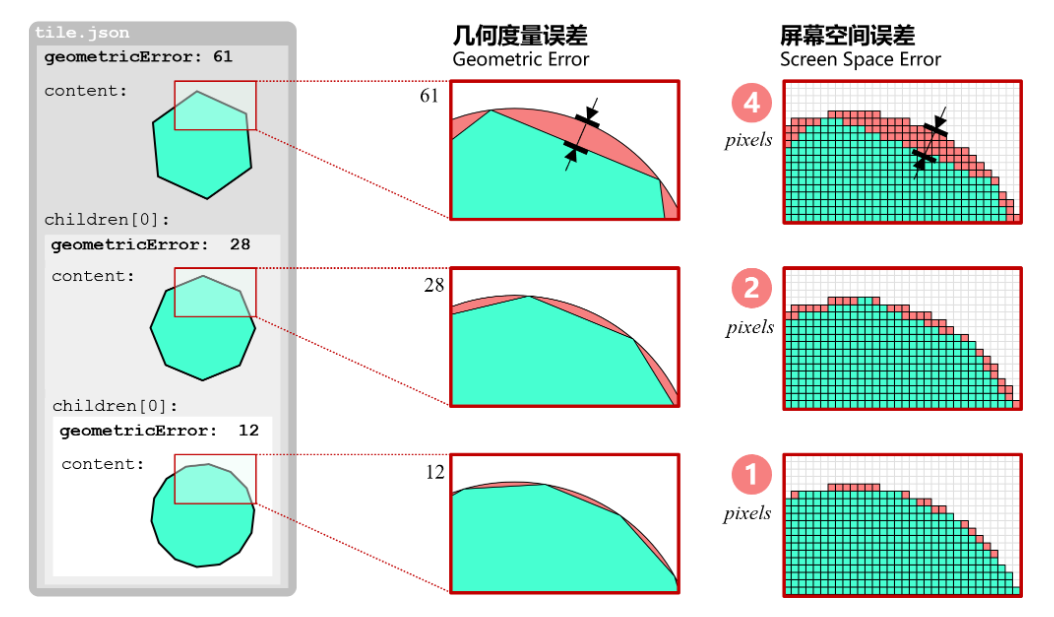 tile.json
geometricError: 61
content:
children[0]:
geometricError: 28
content:
children[0]:
geometricError: 12
content:
几何度量误差
Geometric Error
61
28
12
屏幕空间误差
Screen Space Error
4
pixels
2
pixels
1
pixels